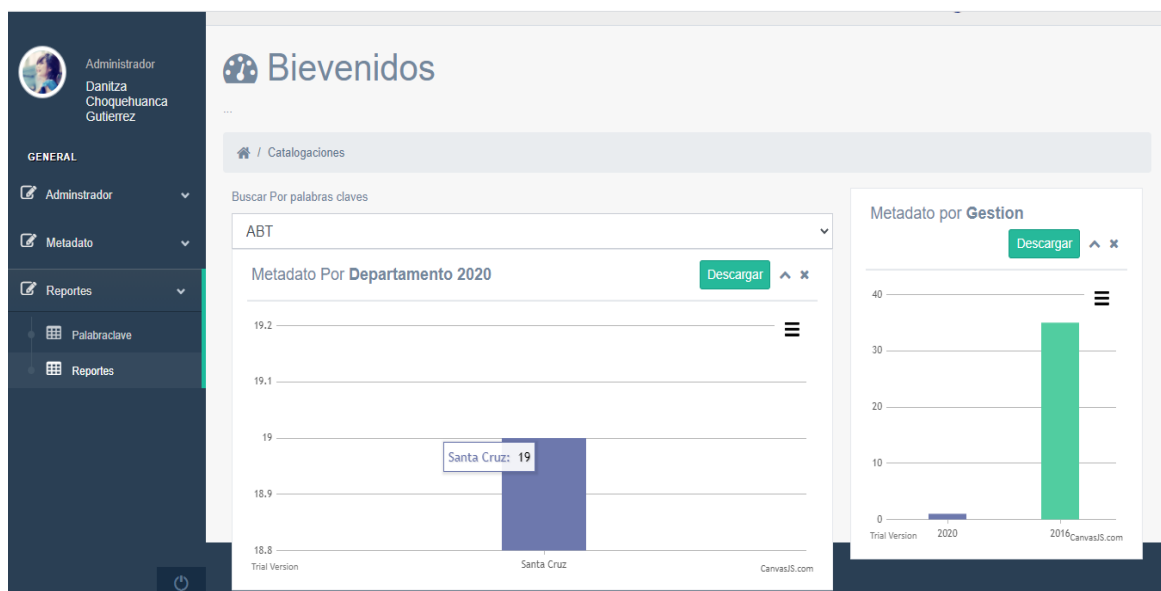 Administrador
Danitza
Choquehuanca
Gutierrez
GENERAL
Adminstrador
Metadato
Reportes
Palabraclave
Reportes
Bievenidos
...
/ Catalogaciones
Buscar Por palabras claves
ABT
Metadato Por Departamento 2020
Descargar
19.2
19.1
19
18.9
18.8
Santa Cruz: 19
Santa Cruz
Trial Version
CanvasJS.com
Metadato por Gestion
Descargar
40
30
20
10
0
2020
2016
Trial Version
CanvasJS.com